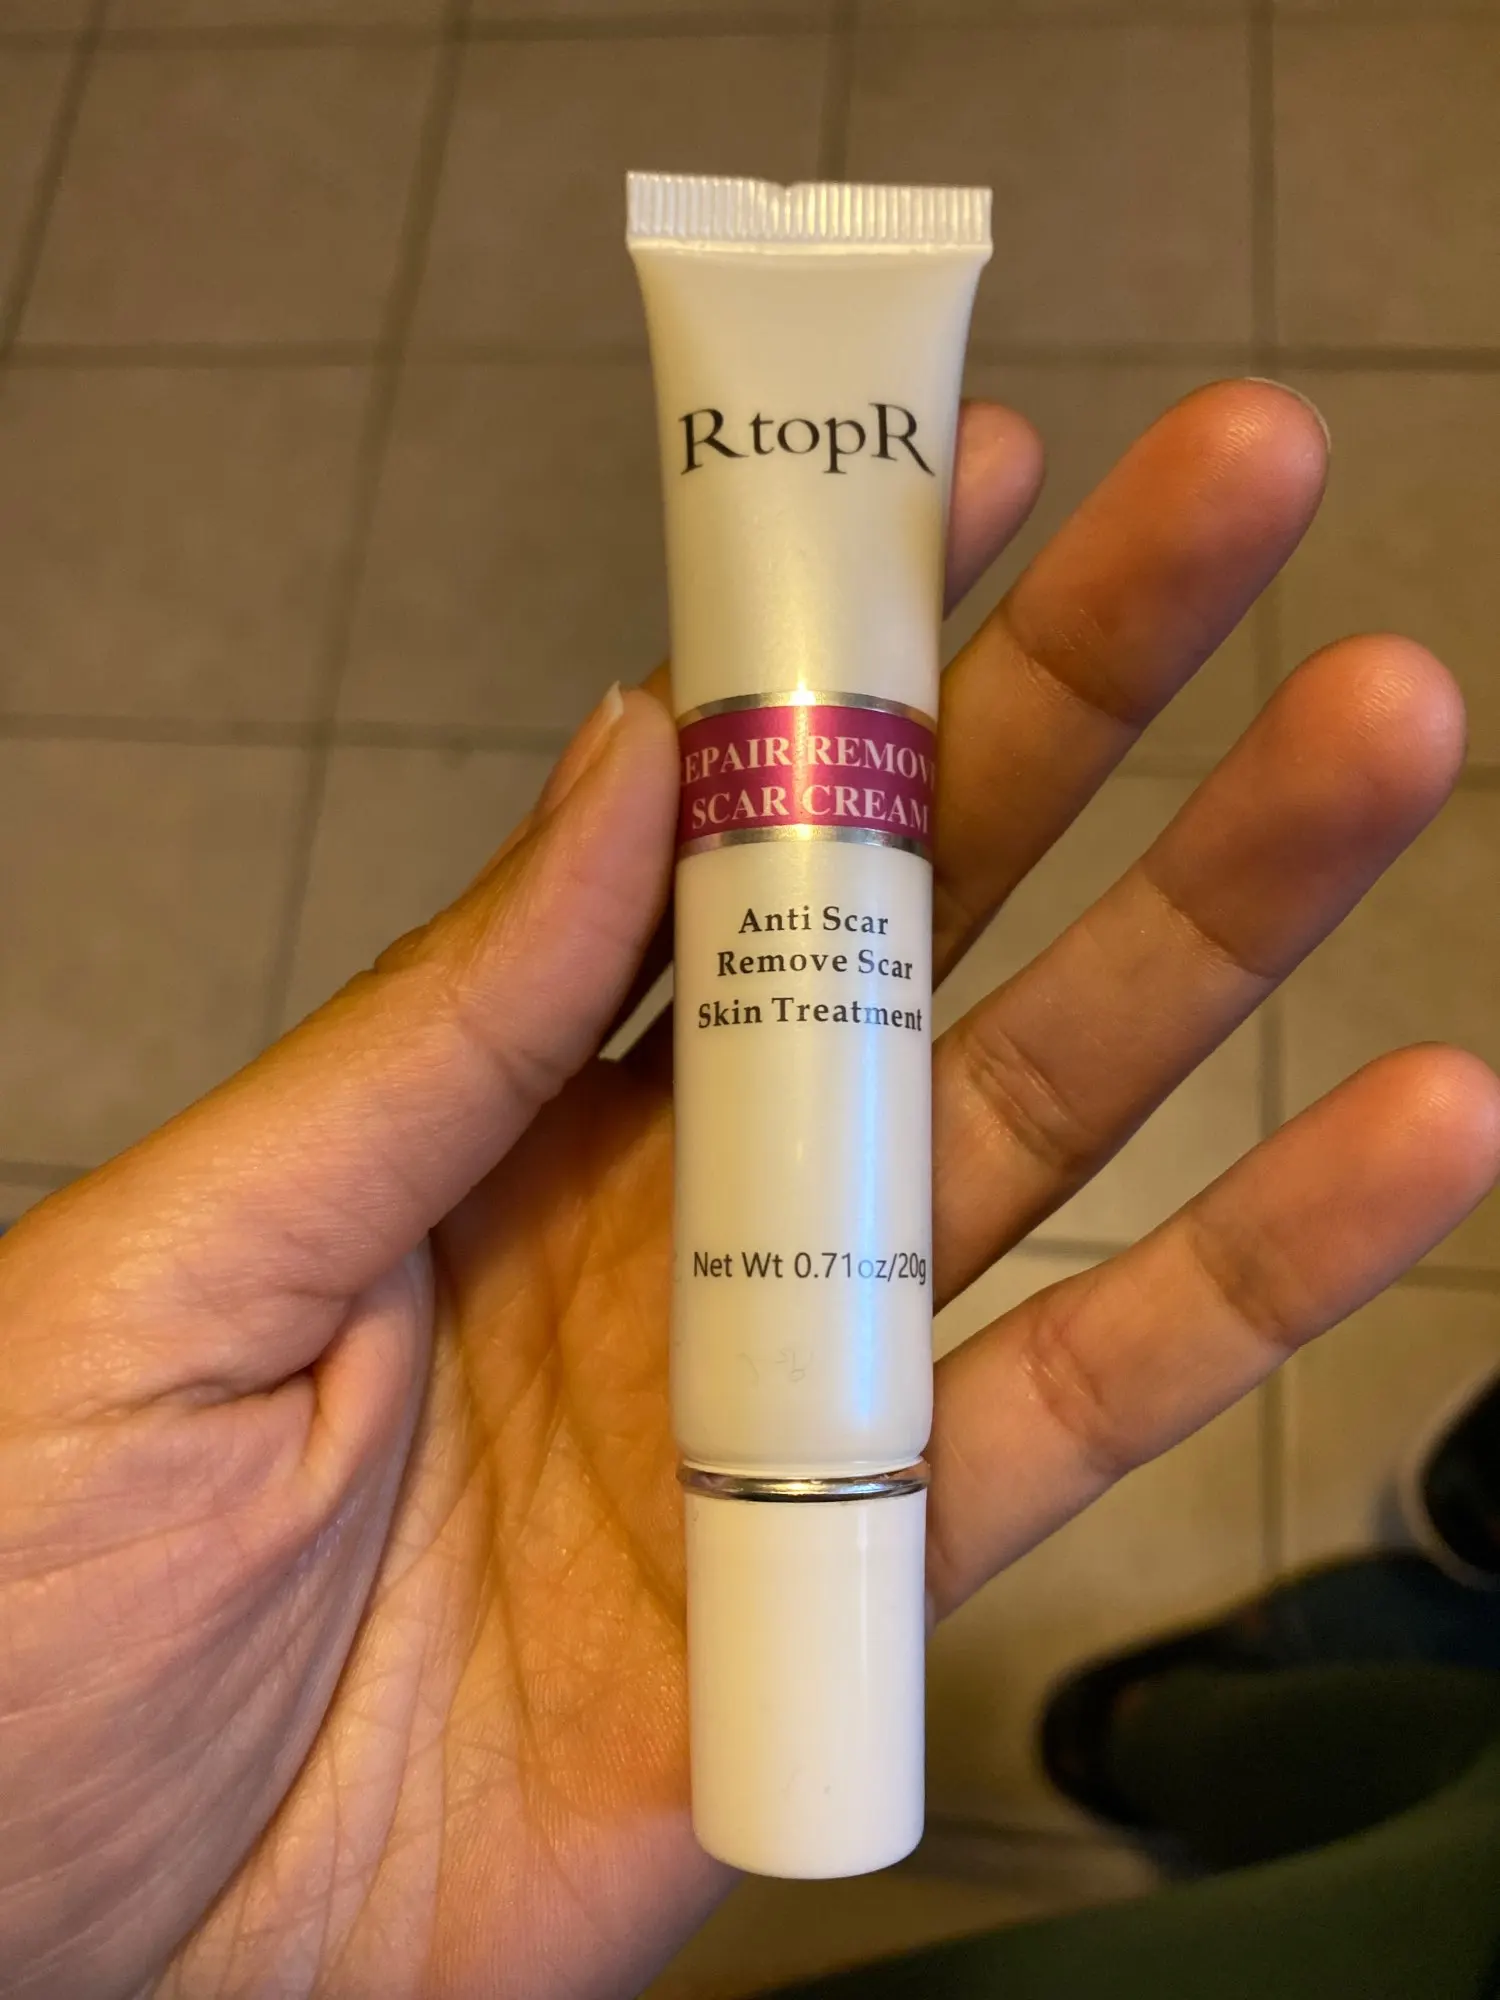 RtopR
EPAIR REMOV
SCAR CREAM
Anti Scar
Remove Scar
Skin Treatment
Net Wt 0.71oz/20g